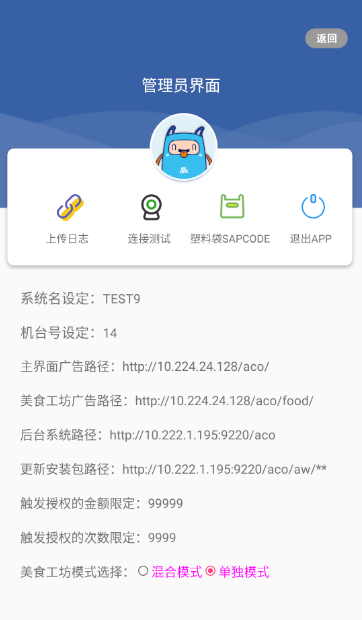 返回
管理员界面
上传日志 连接测试 塑料袋SAPCODE 退出APP
系统名设定：TEST9
机台号设定：14
主界面广告路径：http://10.224.24.128/aco/
美食工坊广告路径：http://10.224.24.128/aco/food/
后台系统路径：http://10.222.1.195:9220/aco
更新安装包路径：http://10.222.1.195:9220/aco/aw/**
触发授权的金额限定：99999
触发授权的次数限定：9999
美食工坊模式选择： 混合模式 单独模式